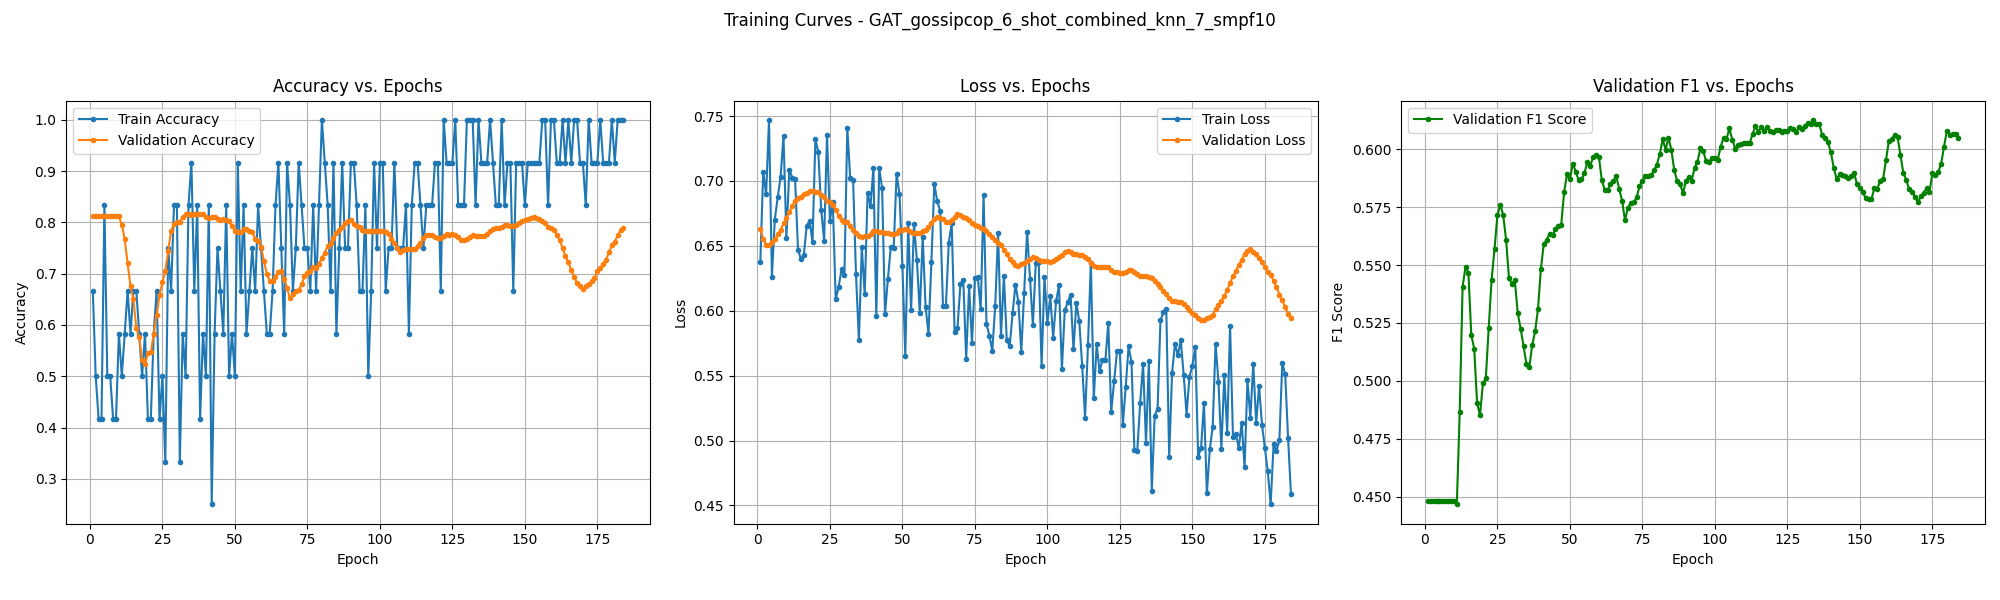 Training Curves - GAT_gossipcop_6_shot_combined_knn_7_smpf10
Accuracy vs. Epochs
Train Accuracy
Validation Accuracy
1.0
0.9
0.8
0.7
0.6
0.5
0.4
0.3
Accuracy
0 25 50 75 100 125 150 175
Epoch
Loss vs. Epochs
Train Loss
Validation Loss
0.75
0.70
0.65
0.60
0.55
0.50
0.45
Loss
0 25 50 75 100 125 150 175
Epoch
Validation F1 vs. Epochs
Validation F1 Score
0.600
0.575
0.550
0.525
0.500
0.475
0.450
F1 Score
0 25 50 75 100 125 150 175
Epoch